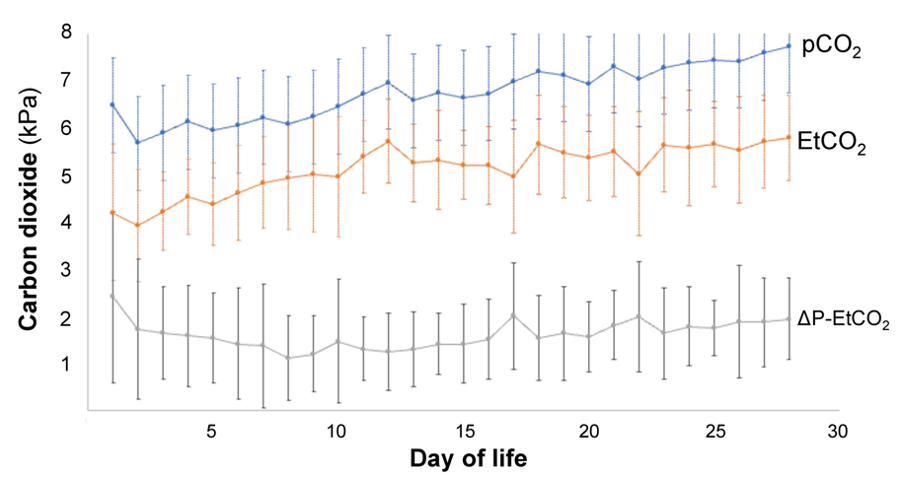 8
7
6
5
4
3
2
1
Carbon dioxide (kPa)
pCO₂
EtCO₂
ΔP-EtCO₂
5 10 15 20 25 30
Day of life